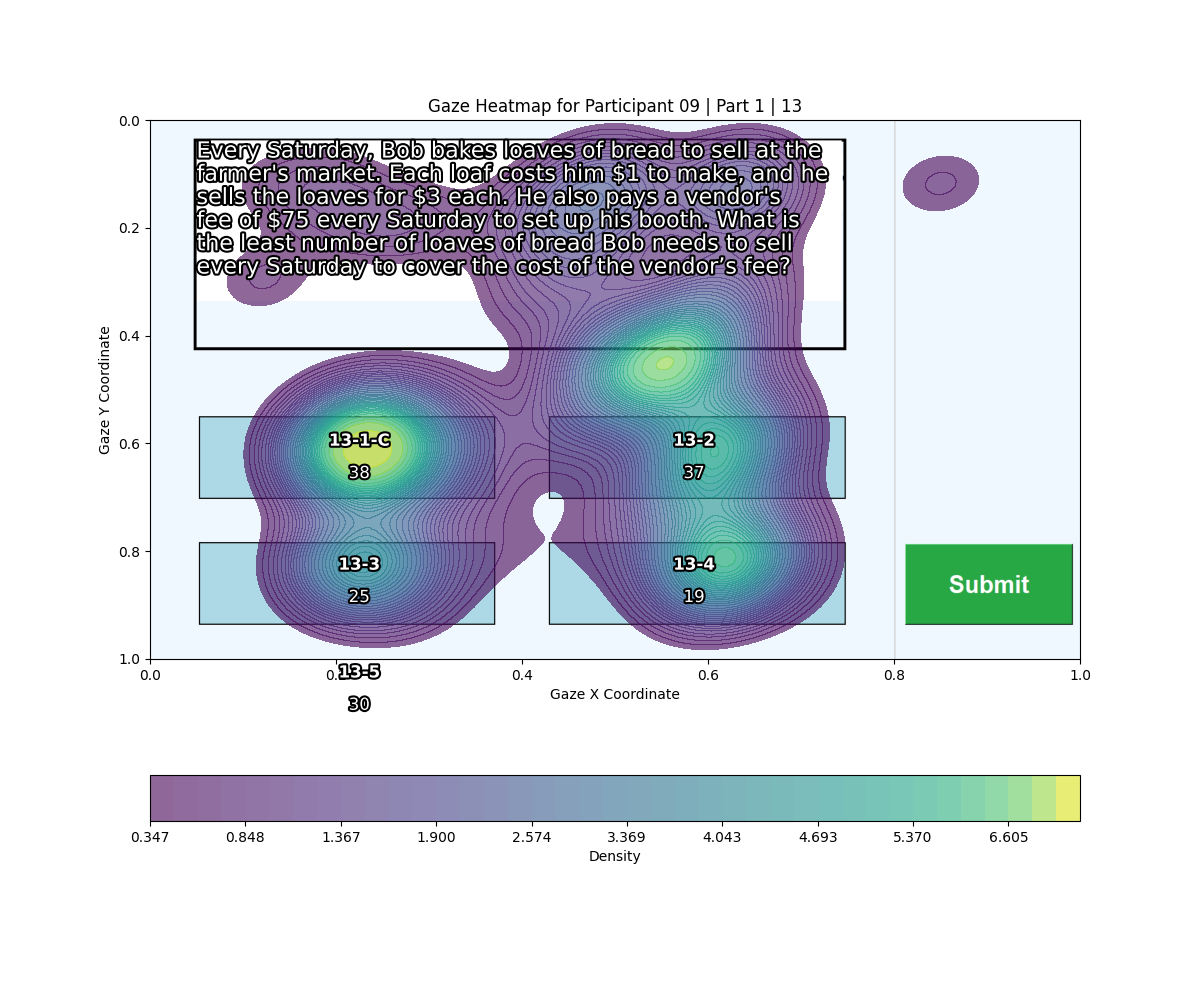 Gaze Heatmap for Participant 09 | Part 1 | 13
Every Saturday, Bob bakes loaves of bread to sell at the
farmer's market. Each loaf costs him $1 to make, and he
sells the loaves for $3 each. He also pays a vendor's
fee of $75 every Saturday to set up his booth. What is
the least number of loaves of bread Bob needs to sell
every Saturday to cover the cost of the vendor’s fee?
13-1-C
38
13-2
37
13-3
25
13-4
19
13-5
30
Submit
0.0
0.2
0.4
0.6
0.8
1.0
Gaze Y Coordinate
0.0
0.4
0.6
0.8
1.0
Gaze X Coordinate
0.347 0.848 1.367 1.900 2.574 3.369 4.043 4.693 5.370 6.605
Density